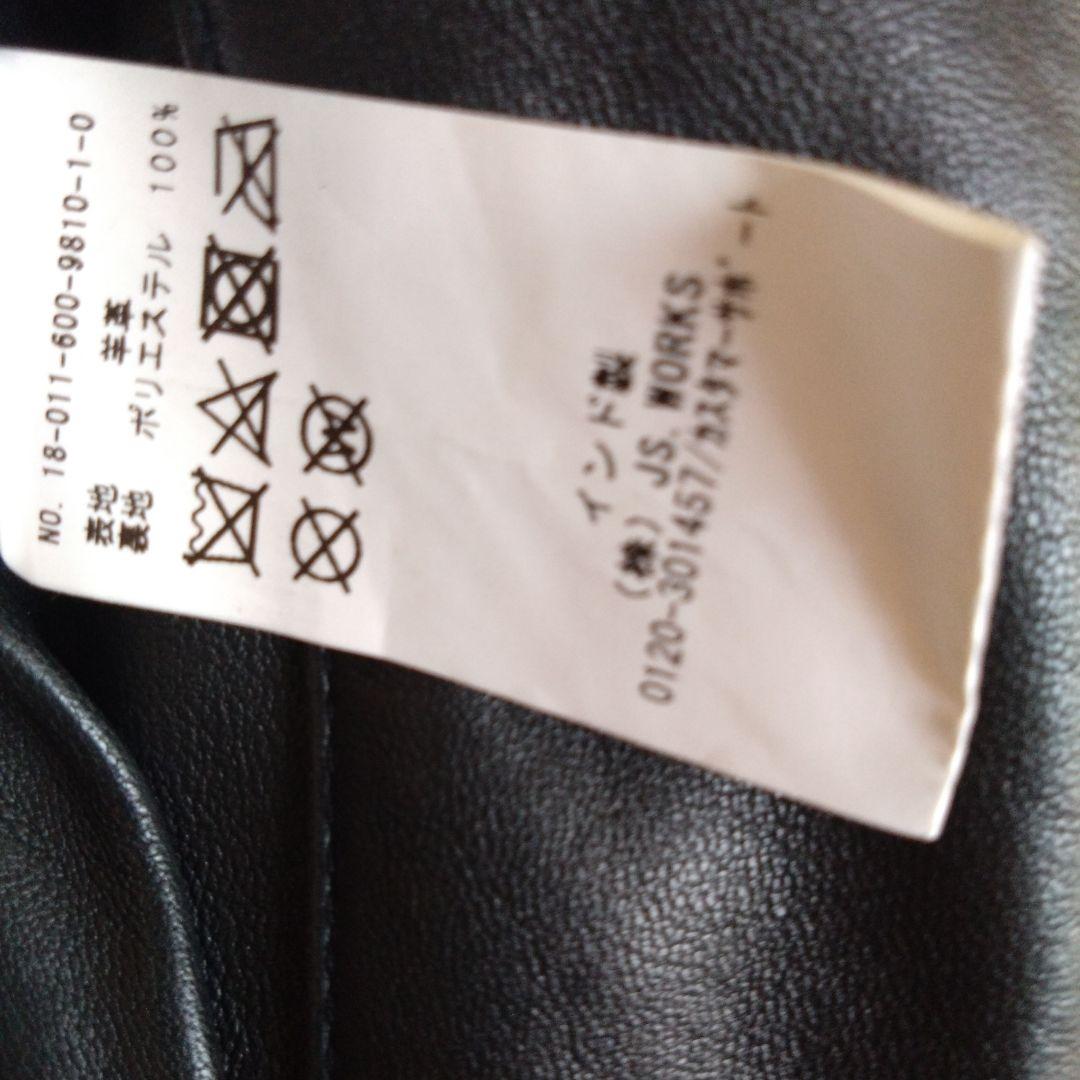 NO. 18-011-600-9810-1-0
表地 羊革
裏地 ポリエステル 100%
W
インド製
(株) JS. WORKS
0120-301457/カスタマーサポート